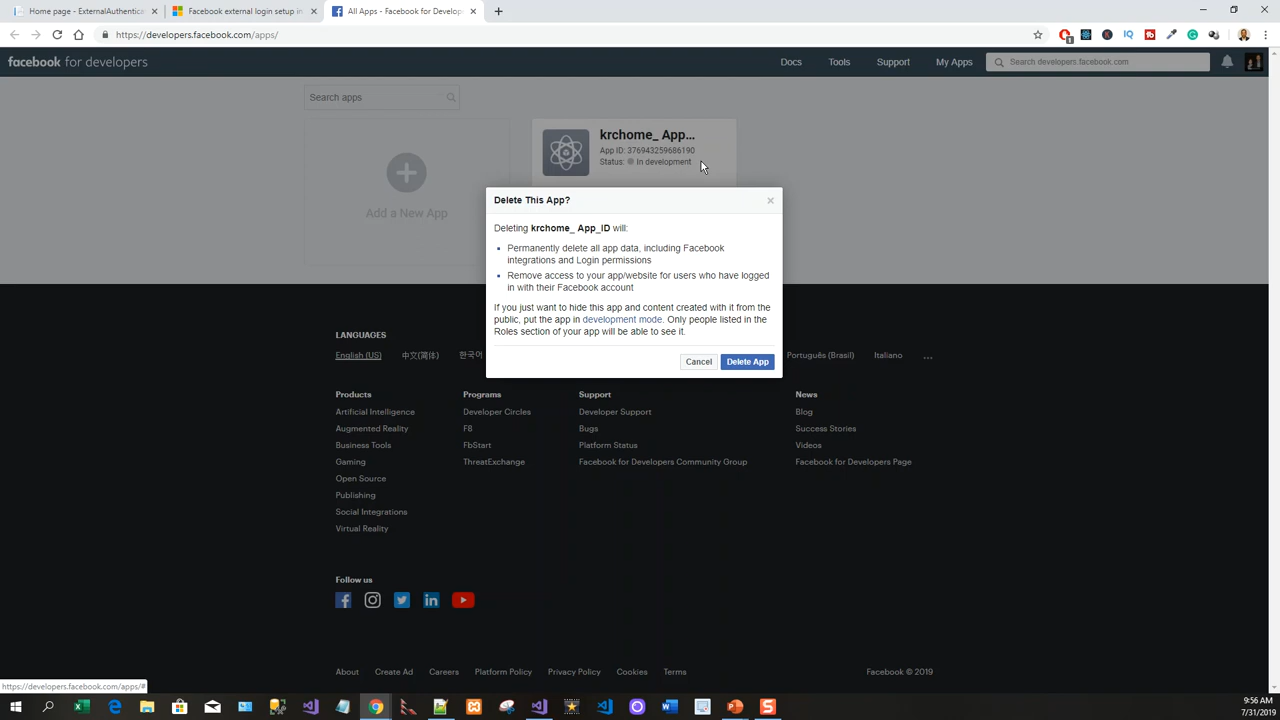 Home page - ExternalAuthentica
Facebook external login setup in
All Apps - Facebook for Develop
https://developers.facebook.com/apps/
1
facebook for developers
Docs
Tools
Support
My Apps
Search developers.facebook.com
Search apps
krchome_ App...
App ID: 376943259686190
Status: In development
Add a New App
Delete This App?
Deleting krchome_ App_ID will:
Permanently delete all app data, including Facebook
integrations and Login permissions
Remove access to your app/website for users who have logged
in with their Facebook account
If you just want to hide this app and content created with it from the
public, put the app in development mode. Only people listed in the
Roles section of your app will be able to see it.
Cancel
Delete App
LANGUAGES
English (US)
中文(简体)
한국어
Português (Brasil)
Italiano
...
Products
Artificial Intelligence
Augmented Reality
Business Tools
Gaming
Open Source
Publishing
Social Integrations
Virtual Reality
Programs
Developer Circles
F8
FbStart
ThreatExchange
Support
Developer Support
Bugs
Platform Status
Facebook for Developers Community Group
News
Blog
Success Stories
Videos
Facebook for Developers Page
Follow us
About
Create Ad
Careers
Platform Policy
Privacy Policy
Cookies
Terms
Facebook © 2019
https://developers.facebook.com/apps/#
9:56 AM
7/31/2019